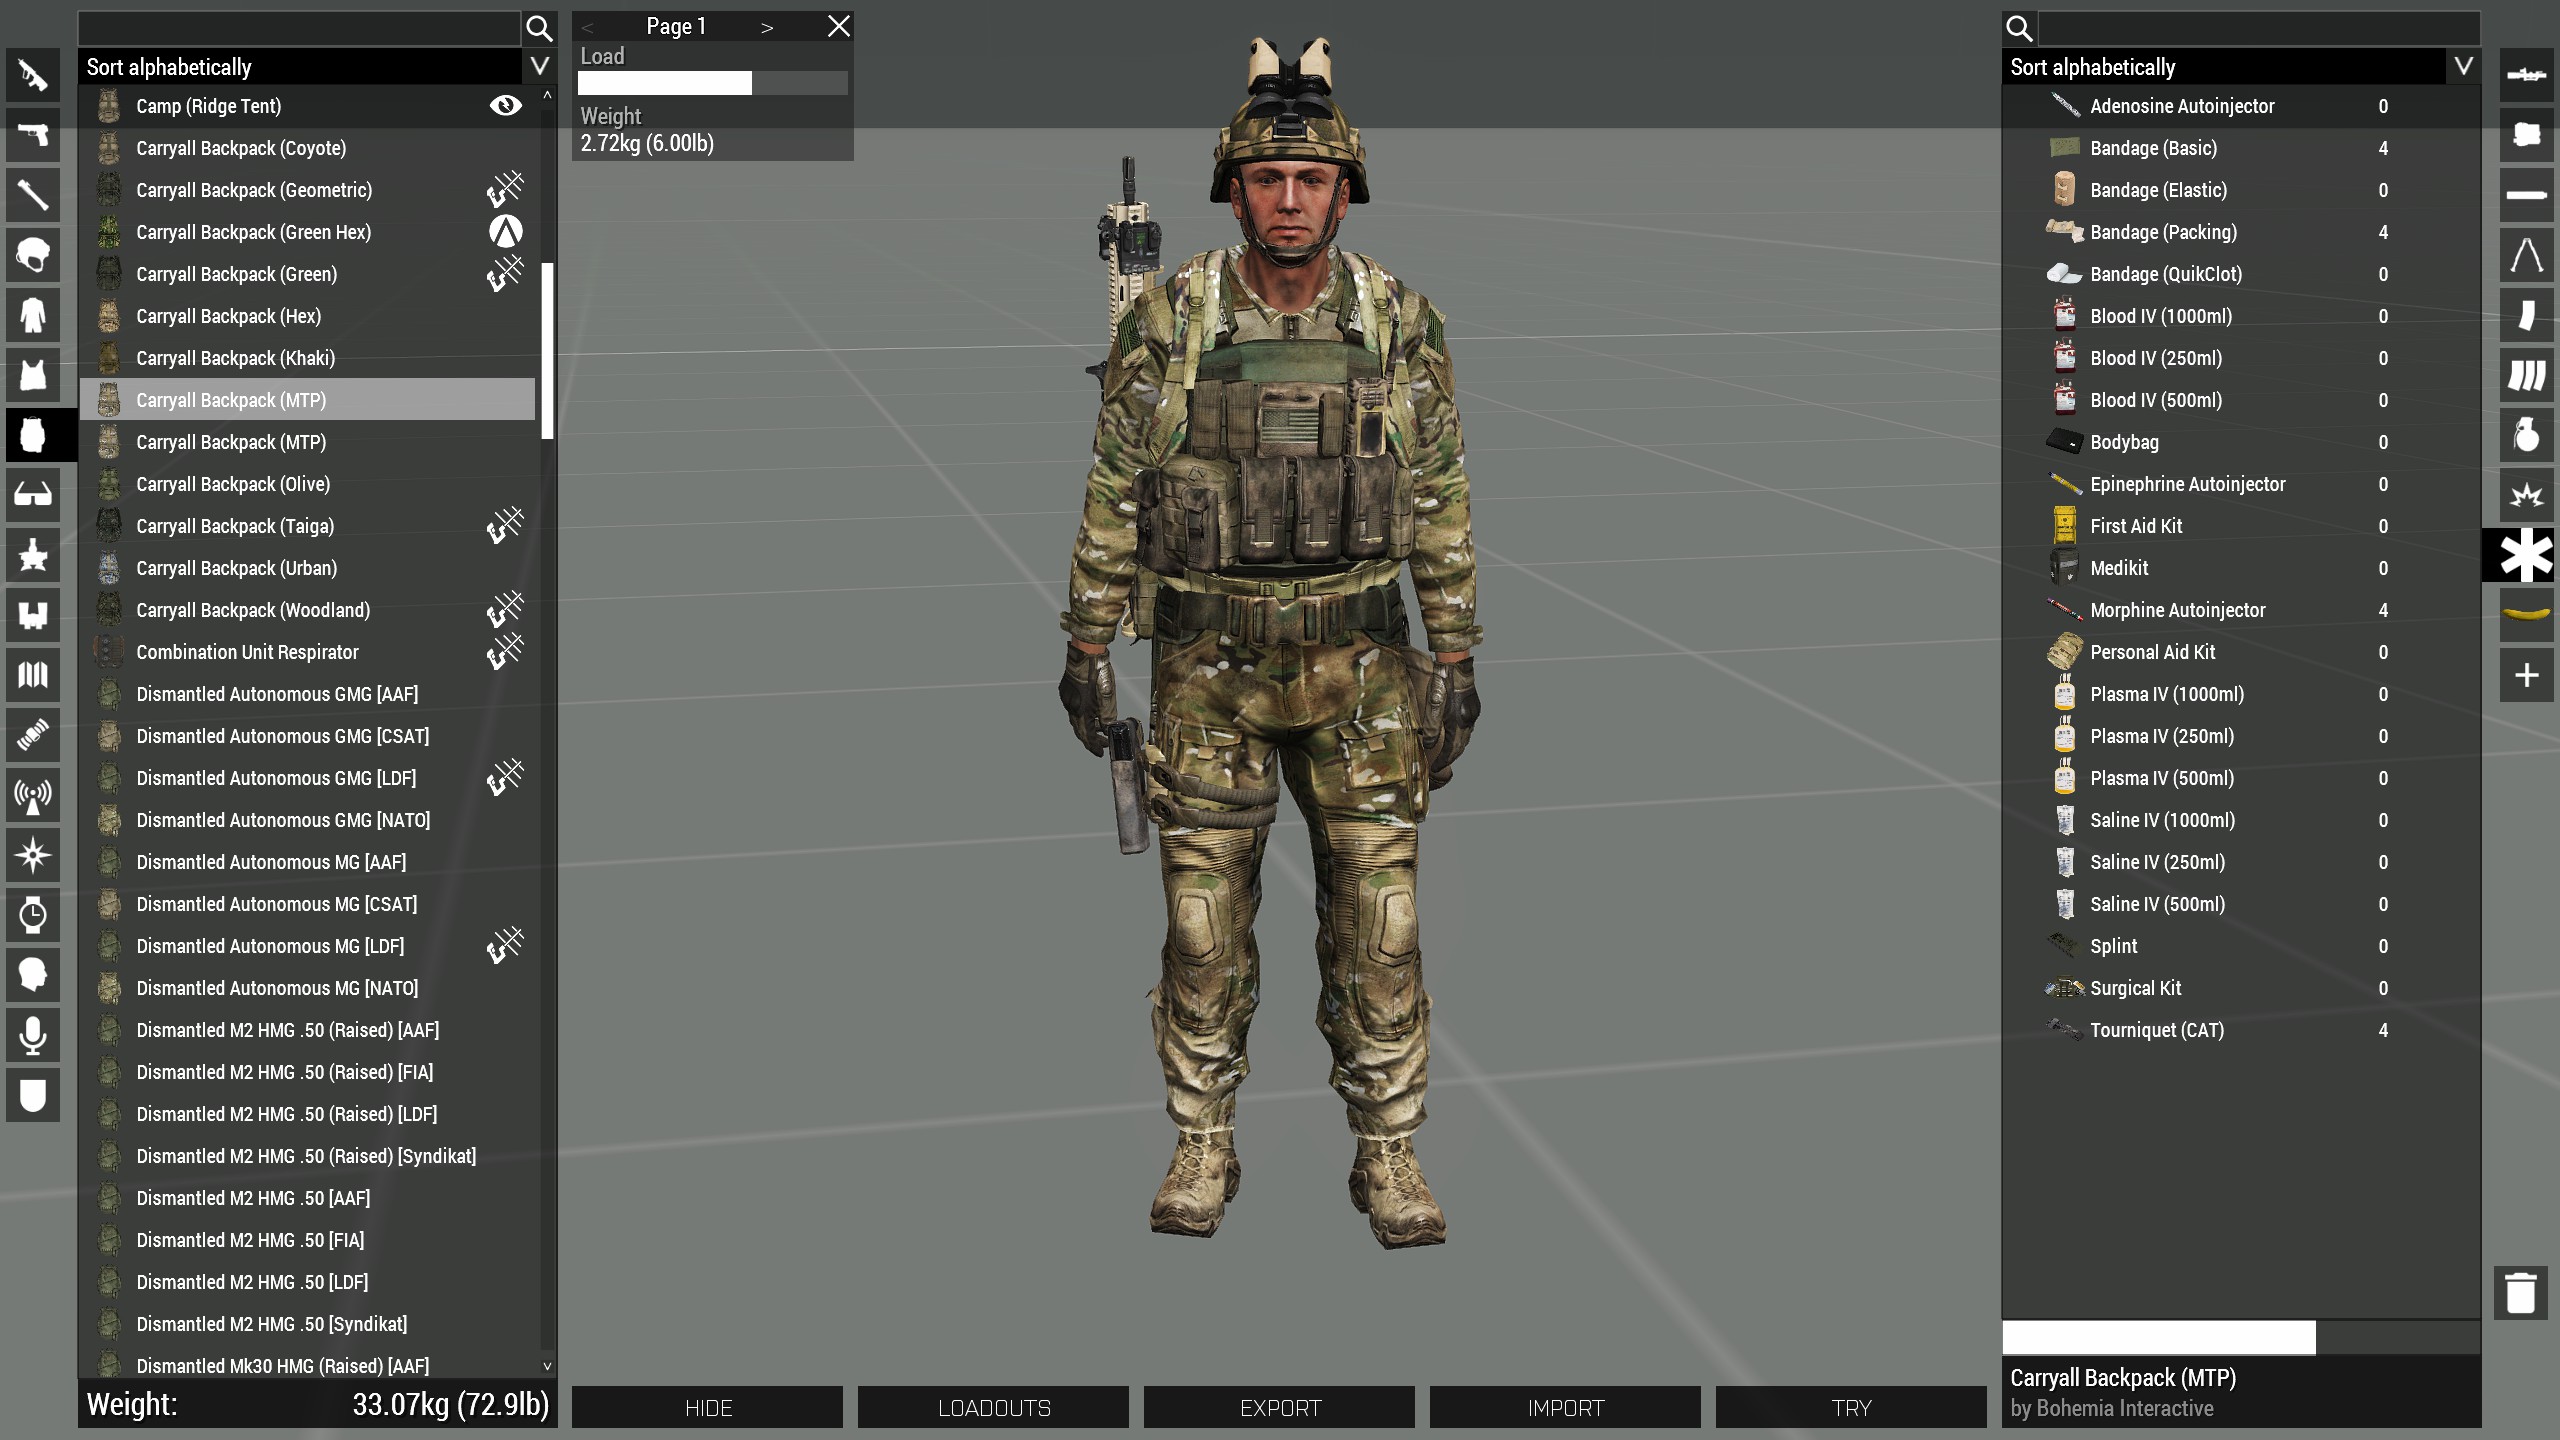 Sort alphabetically
Camp (Ridge Tent)
Carryall Backpack (Coyote)
Carryall Backpack (Geometric)
Carryall Backpack (Green Hex)
Carryall Backpack (Green)
Carryall Backpack (Hex)
Carryall Backpack (Khaki)
Carryall Backpack (MTP)
Carryall Backpack (MTP)
Carryall Backpack (Olive)
Carryall Backpack (Taiga)
Carryall Backpack (Urban)
Carryall Backpack (Woodland)
Combination Unit Respirator
Dismantled Autonomous GMG [AAF]
Dismantled Autonomous GMG [CSAT]
Dismantled Autonomous GMG [LDF]
Dismantled Autonomous GMG [NATO]
Dismantled Autonomous MG [AAF]
Dismantled Autonomous MG [CSAT]
Dismantled Autonomous MG [LDF]
Dismantled Autonomous MG [NATO]
Dismantled M2 HMG .50 (Raised) [AAF]
Dismantled M2 HMG .50 (Raised) [FIA]
Dismantled M2 HMG .50 (Raised) [LDF]
Dismantled M2 HMG .50 (Raised) [Syndikat]
Dismantled M2 HMG .50 [AAF]
Dismantled M2 HMG .50 [FIA]
Dismantled M2 HMG .50 [LDF]
Dismantled M2 HMG .50 [Syndikat]
Dismantled Mk30 HMG (Raised) [AAF]
Weight: 33.07kg (72.9lb)
< Page 1 >
Load
Weight
2.72kg (6.00lb)
HIDE
LOADOUTS
EXPORT
IMPORT
TRY
Sort alphabetically
Adenosine Autoinjector 0
Bandage (Basic) 4
Bandage (Elastic) 0
Bandage (Packing) 4
Bandage (QuikClot) 0
Blood IV (1000ml) 0
Blood IV (250ml) 0
Blood IV (500ml) 0
Bodybag 0
Epinephrine Autoinjector 0
First Aid Kit 0
Medikit 0
Morphine Autoinjector 4
Personal Aid Kit 0
Plasma IV (1000ml) 0
Plasma IV (250ml) 0
Plasma IV (500ml) 0
Saline IV (1000ml) 0
Saline IV (250ml) 0
Saline IV (500ml) 0
Splint 0
Surgical Kit 0
Tourniquet (CAT) 4
Carryall Backpack (MTP)
by Bohemia Interactive